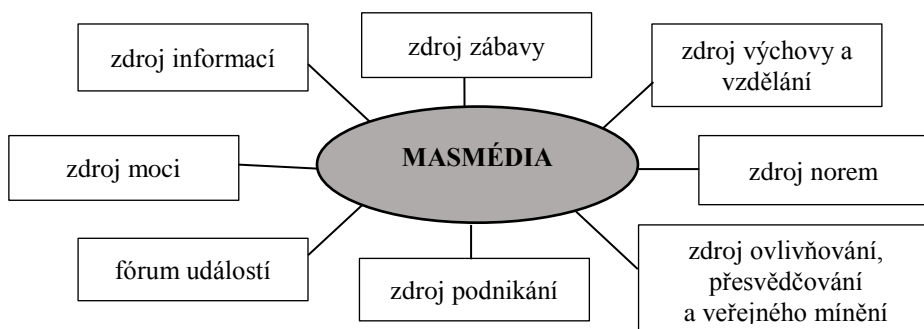 zdroj informací
zdroj zábavy
zdroj výchovy a
vzdělání
zdroj moci
MASMÉDIA
zdroj norem
fórum událostí
zdroj podnikání
zdroj ovlivňování,
přesvědčování
a veřejného mínění